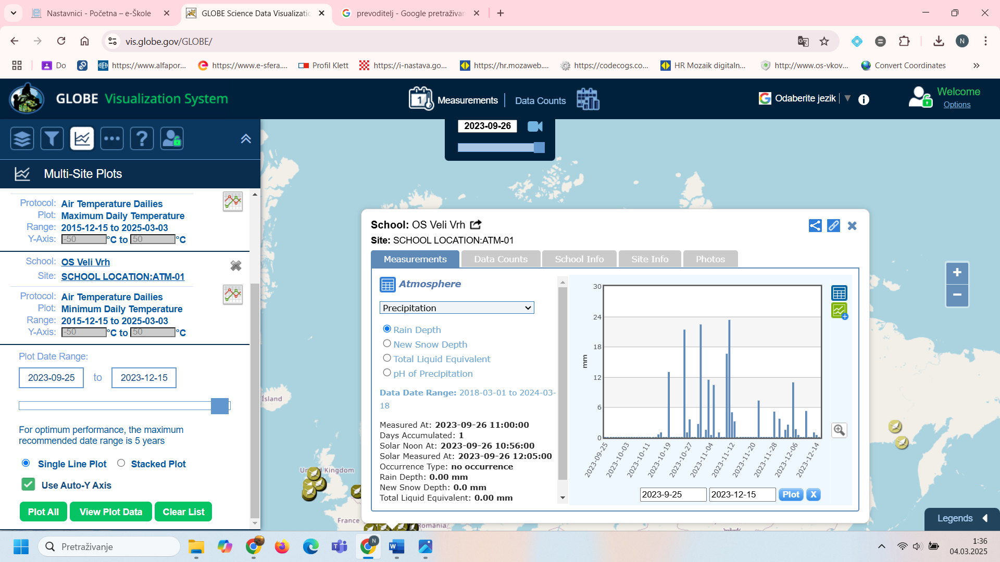 Nastavnici - Početna – e-Škole
GLOBE Science Data Visualizatio
prevoditelj - Google pretraživan
vis.globe.gov/GLOBE/
N
Do
https://www.alfapor...
https://www.e-sfera....
Profil Klett
https://i-nastava.go...
https://hr.mozaweb....
https://codecogs.co...
HR Mozaik digitaln...
http://www.os-vkov...
Convert Coordinates
GLOBE Visualization System
1 Measurements
Data Counts
Odaberite jezik
Welcome
Options
2023-09-26
Multi-Site Plots
Protocol: Air Temperature Dailies
Plot: Maximum Daily Temperature
Range: 2015-12-15 to 2025-03-03
Y-Axis: -50 °C to 50 °C
School: OS Veli Vrh
Site: SCHOOL LOCATION:ATM-01
Protocol: Air Temperature Dailies
Plot: Minimum Daily Temperature
Range: 2015-12-15 to 2025-03-03
Y-Axis: -50 °C to 50 °C
Plot Date Range:
2023-09-25 to 2023-12-15
For optimum performance, the maximum
recommended date range is 5 years
Single Line Plot
Stacked Plot
Use Auto-Y Axis
Plot All
View Plot Data
Clear List
School: OS Veli Vrh
Site: SCHOOL LOCATION:ATM-01
Measurements
Data Counts
School Info
Site Info
Photos
Atmosphere
Precipitation
Rain Depth
New Snow Depth
Total Liquid Equivalent
pH of Precipitation
Data Date Range: 2018-03-01 to 2024-03-
18
Measured At: 2023-09-26 11:00:00
Days Accumulated: 1
Solar Noon At: 2023-09-26 10:56:00
Solar Measured At: 2023-09-26 12:05:00
Occurrence Type: no occurrence
Rain Depth: 0.00 mm
New Snow Depth: 0.0 mm
Total Liquid Equivalent: 0.00 mm
30
24
18
12
6
0
mm
2023-09-25
2023-10-03
2023-10-11
2023-10-19
2023-10-27
2023-11-04
2023-11-12
2023-11-20
2023-11-28
2023-12-06
2023-12-14
2023-9-25
2023-12-15
Plot
X
Ísland
United Kingdom
France
România
+
−
Legends
Pretraživanje
N
1:36
04.03.2025